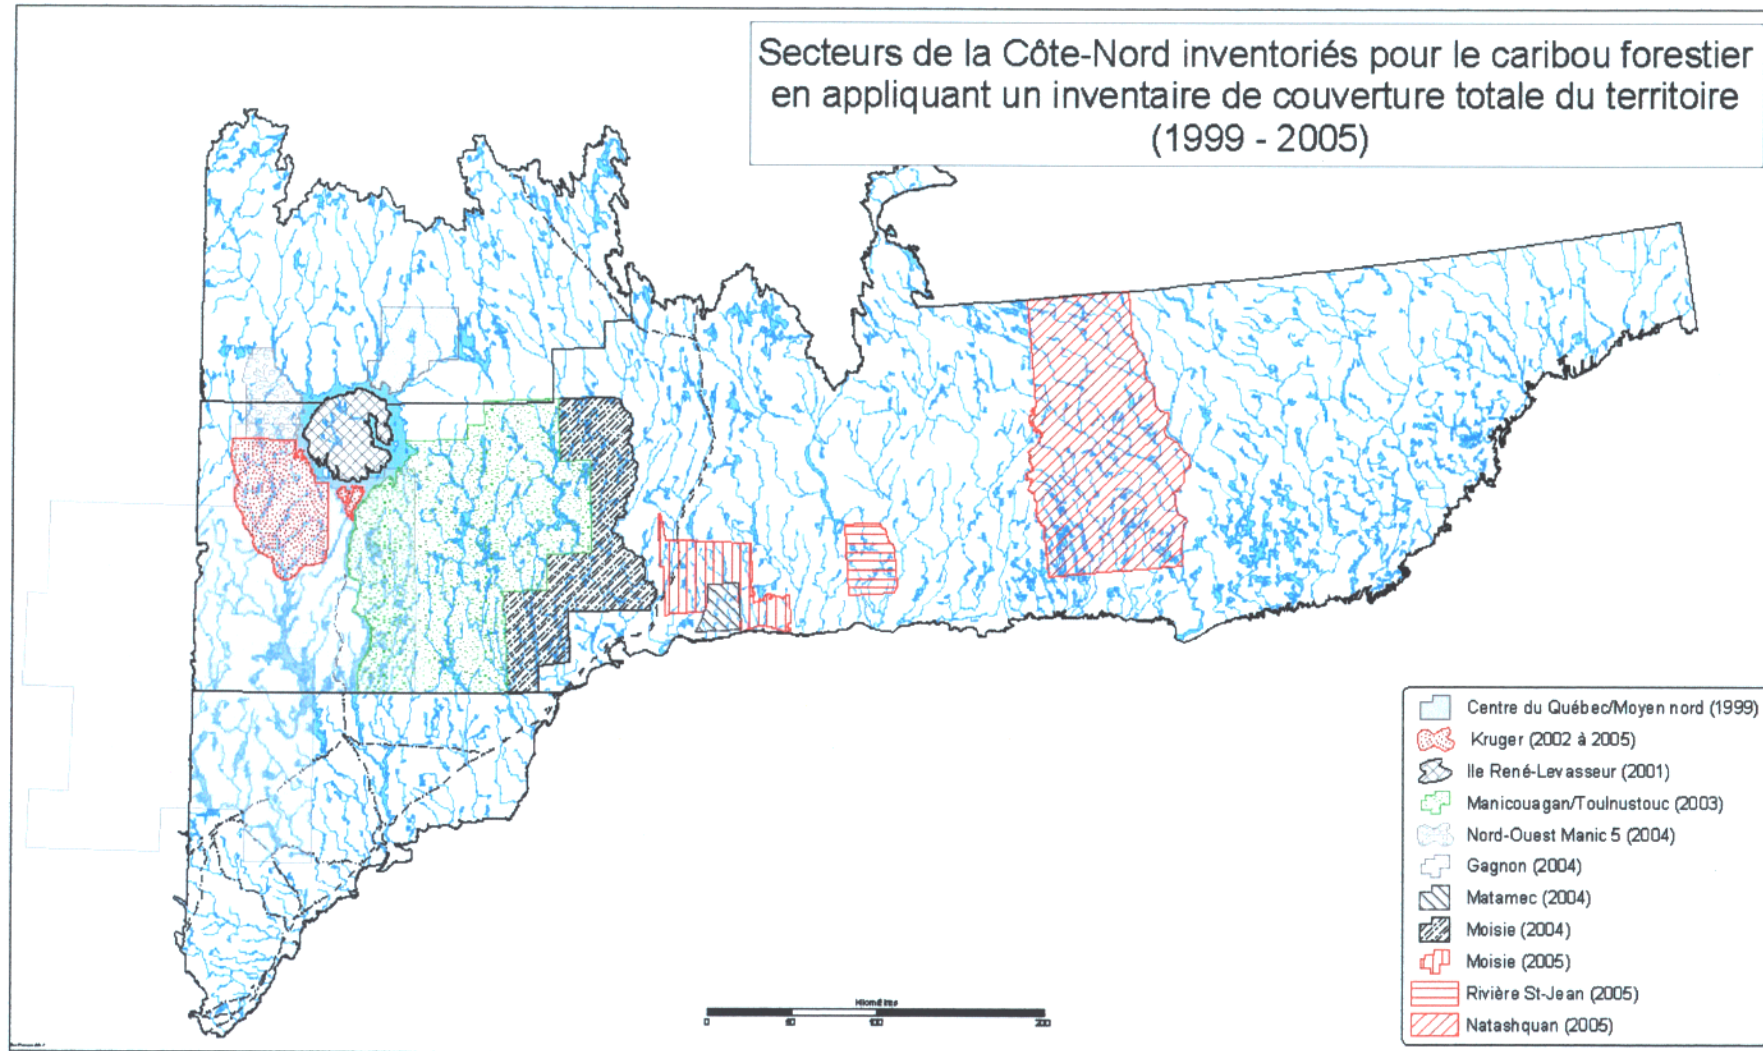 Secteurs de la Côte-Nord inventoriés pour le caribou forestier
en appliquant un inventaire de couverture totale du territoire
(1999 - 2005)
Centre du Québec/Moyen nord (1999)
Kruger (2002 à 2005)
Ile René-Levasseur (2001)
Manicouagan/Toulnustouc (2003)
Nord-Ouest Manic 5 (2004)
Gagnon (2004)
Matamec (2004)
Moisie (2004)
Moisie (2005)
Rivière St-Jean (2005)
Natashquan (2005)
Kilomètres
0 50 100 200